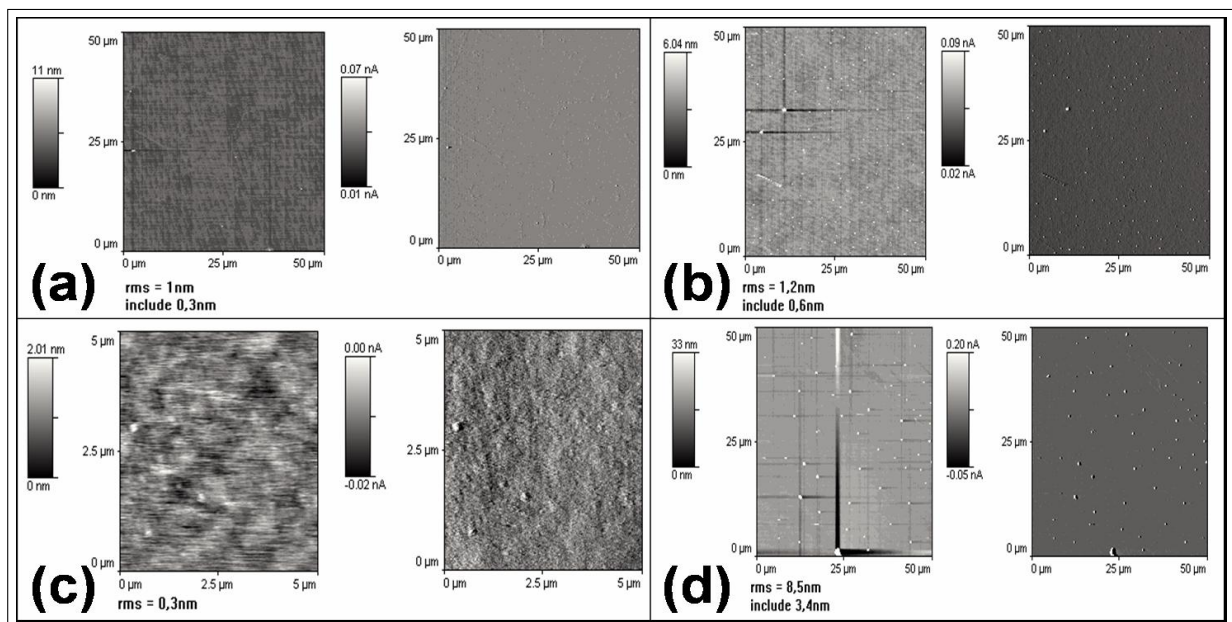 50 µm
11 nm
0.07 nA
25 µm
0 nm
0.01 nA
0 µm
0 µm
25 µm
50 µm
50 µm
25 µm
0 µm
0 µm
25 µm
50 µm
(a)
rms = 1nm
include 0,3nm
50 µm
6.04 nm
0.09 nA
25 µm
0 nm
0.02 nA
0 µm
0 µm
25 µm
50 µm
50 µm
25 µm
0 µm
0 µm
25 µm
50 µm
(b)
rms = 1,2nm
include 0,6nm
5 µm
2.01 nm
0.00 nA
2.5 µm
0 nm
-0.02 nA
0 µm
0 µm
2.5 µm
5 µm
5 µm
2.5 µm
0 µm
0 µm
2.5 µm
5 µm
(c)
rms = 0,3nm
50 µm
33 nm
0.20 nA
25 µm
0 nm
-0.05 nA
0 µm
0 µm
25 µm
50 µm
50 µm
25 µm
0 µm
0 µm
25 µm
50 µm
(d)
rms = 8,5nm
include 3,4nm